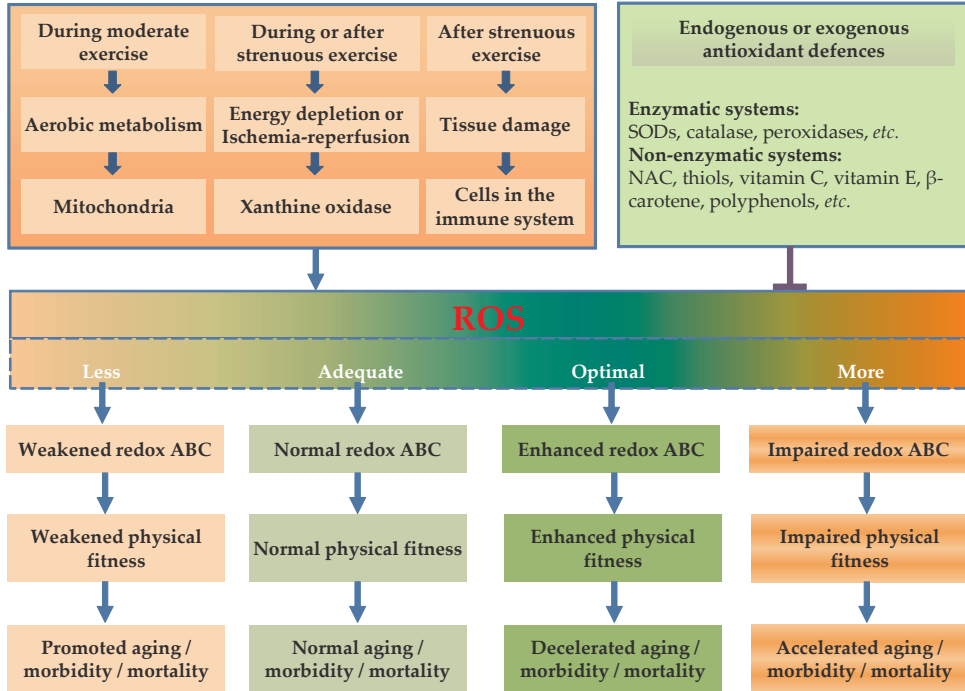 During moderate
exercise
During or after
strenuous exercise
After strenuous
exercise
Aerobic metabolism
Energy depletion or
Ischemia-reperfusion
Tissue damage
Mitochondria
Xanthine oxidase
Cells in the
immune system
Endogenous or exogenous
antioxidant defences
Enzymatic systems:
SODs, catalase, peroxidases, etc.
Non-enzymatic systems:
NAC, thiols, vitamin C, vitamin E, β-
carotene, polyphenols, etc.
ROS
Less
Adequate
Optimal
More
Weakened redox ABC
Normal redox ABC
Enhanced redox ABC
Impaired redox ABC
Weakened physical
fitness
Normal physical fitness
Enhanced physical
fitness
Impaired physical
fitness
Promoted aging /
morbidity / mortality
Normal aging /
morbidity / mortality
Decelerated aging /
morbidity / mortality
Accelerated aging /
morbidity / mortality